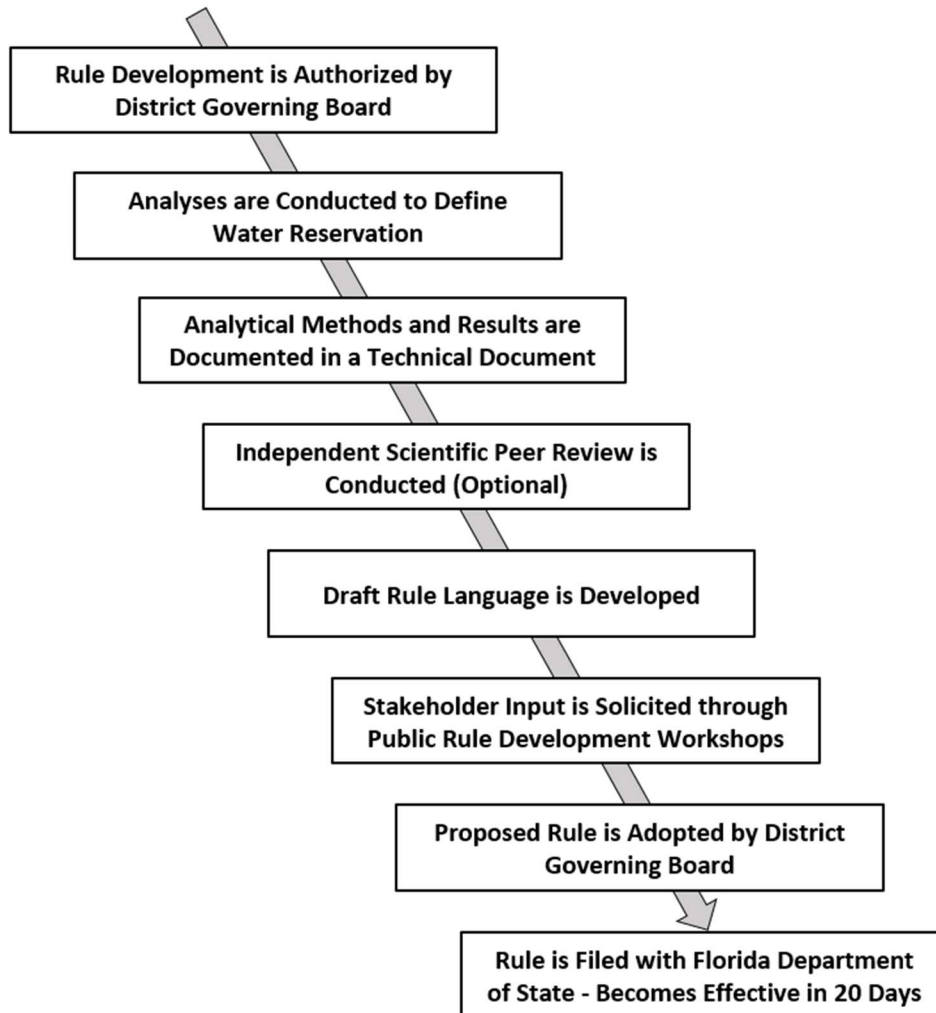 Rule Development is Authorized by
District Governing Board
Analyses are Conducted to Define
Water Reservation
Analytical Methods and Results are
Documented in a Technical Document
Independent Scientific Peer Review is
Conducted (Optional)
Draft Rule Language is Developed
Stakeholder Input is Solicited through
Public Rule Development Workshops
Proposed Rule is Adopted by District
Governing Board
Rule is Filed with Florida Department
of State - Becomes Effective in 20 Days